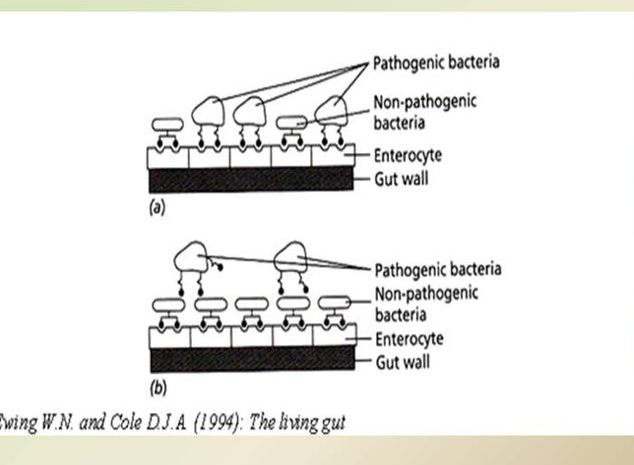 Pathogenic bacteria
Non-pathogenic
bacteria
Enterocyte
Gut wall
(a)
Pathogenic bacteria
Non-pathogenic
bacteria
Enterocyte
Gut wall
(b)
Ewing W.N. and Cole D.J.A (1994): The living gut